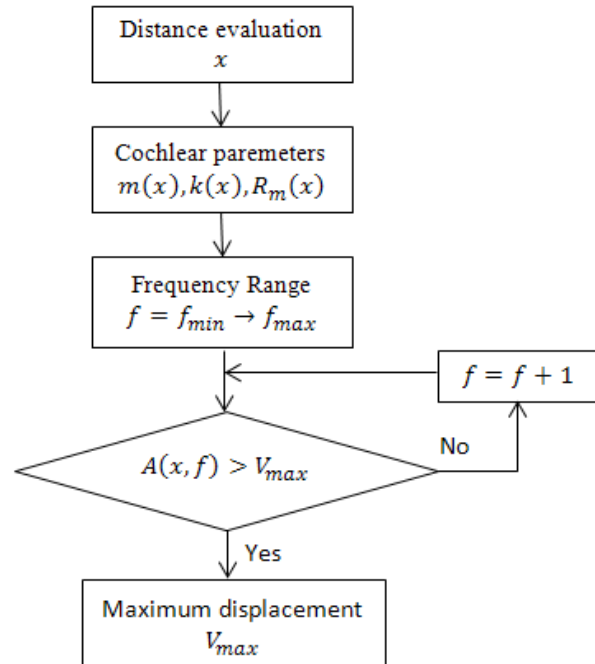 Distance evaluation
x
Cochlear paremeters
m(x), k(x), R_m(x)
Frequency Range
f = f_min → f_max
f = f + 1
A(x, f) > V_max
No
Yes
Maximum displacement
V_max